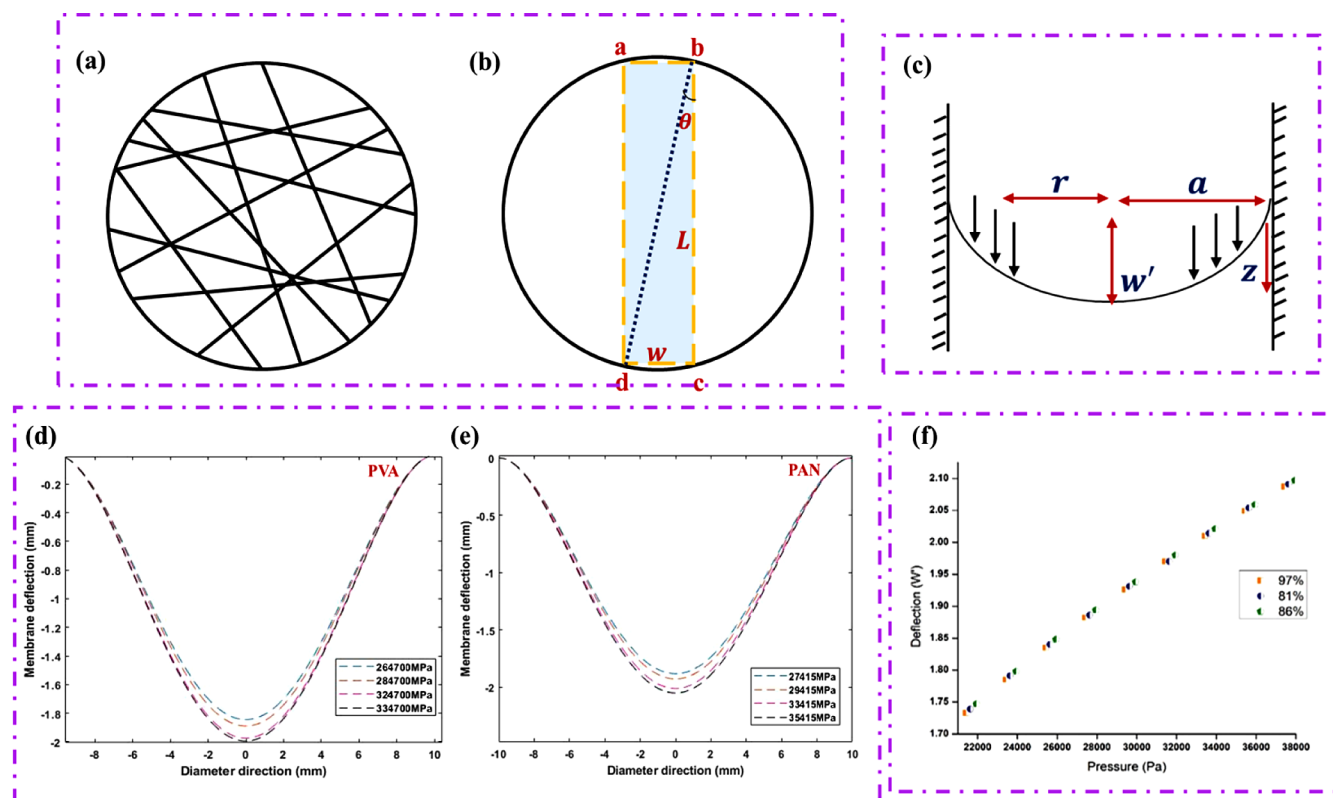 (a)
(b)
a
b
θ
L
w
d
c
(c)
r
a
w'
z
(d)
PVA
Membrane deflection (mm)
0
-0.2
-0.4
-0.6
-0.8
-1
-1.2
-1.4
-1.6
-1.8
-2
264700MPa
284700MPa
324700MPa
334700MPa
-8
-6
-4
-2
0
2
4
6
8
10
Diameter direction (mm)
(e)
PAN
Membrane deflection (mm)
0
-0.5
-1
-1.5
-2
27415MPa
29415MPa
33415MPa
35415MPa
-10
-8
-6
-4
-2
0
2
4
6
8
10
Diameter direction (mm)
(f)
Deflection (W')
2.10
2.05
2.00
1.95
1.90
1.85
1.80
1.75
1.70
97%
81%
86%
22000
24000
26000
28000
30000
32000
34000
36000
38000
Pressure (Pa)